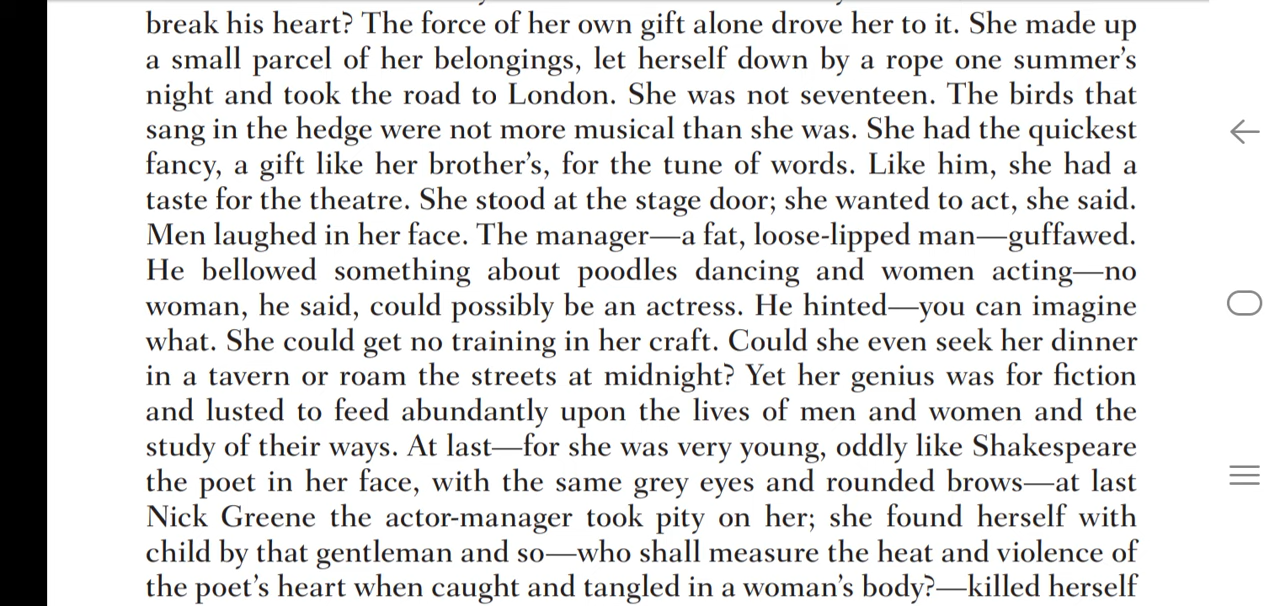 break his heart? The force of her own gift alone drove her to it. She made up
a small parcel of her belongings, let herself down by a rope one summer’s
night and took the road to London. She was not seventeen. The birds that
sang in the hedge were not more musical than she was. She had the quickest
fancy, a gift like her brother’s, for the tune of words. Like him, she had a
taste for the theatre. She stood at the stage door; she wanted to act, she said.
Men laughed in her face. The manager—a fat, loose-lipped man—guffawed.
He bellowed something about poodles dancing and women acting—no
woman, he said, could possibly be an actress. He hinted—you can imagine
what. She could get no training in her craft. Could she even seek her dinner
in a tavern or roam the streets at midnight? Yet her genius was for fiction
and lusted to feed abundantly upon the lives of men and women and the
study of their ways. At last—for she was very young, oddly like Shakespeare
the poet in her face, with the same grey eyes and rounded brows—at last
Nick Greene the actor-manager took pity on her; she found herself with
child by that gentleman and so—who shall measure the heat and violence of
the poet’s heart when caught and tangled in a woman’s body?—killed herself